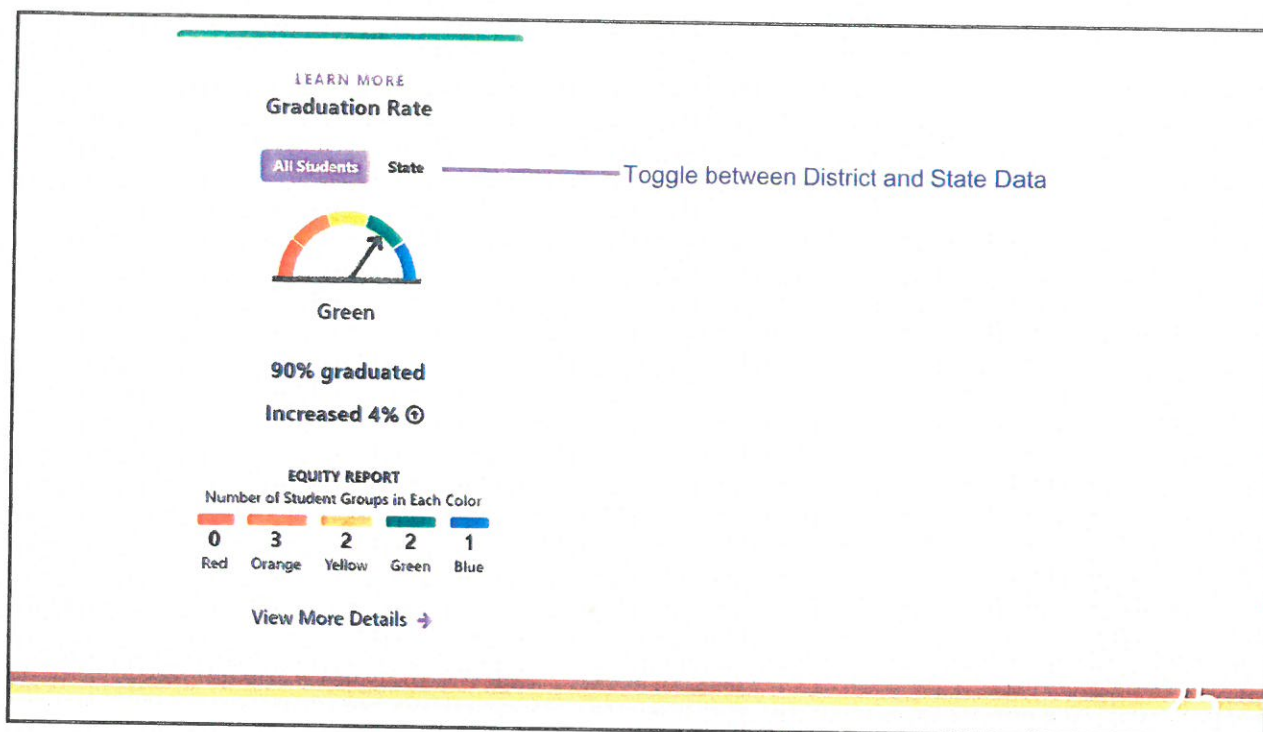 LEARN MORE
Graduation Rate
All Students State
Toggle between District and State Data
Green
90% graduated
Increased 4%
EQUITY REPORT
Number of Student Groups in Each Color
0 3 2 2 1
Red Orange Yellow Green Blue
View More Details →